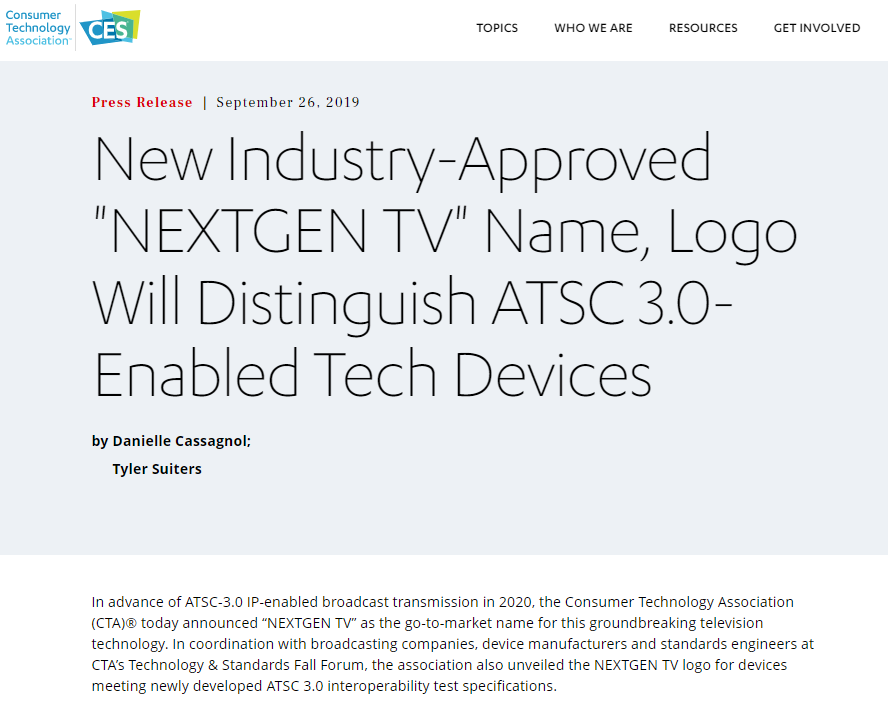 Consumer
Technology
Association™
CES
TOPICS WHO WE ARE RESOURCES GET INVOLVED
Press Release | September 26, 2019
New Industry-Approved
"NEXTGEN TV" Name, Logo
Will Distinguish ATSC 3.0-
Enabled Tech Devices
by Danielle Cassagnol;
Tyler Suiters
In advance of ATSC-3.0 IP-enabled broadcast transmission in 2020, the Consumer Technology Association
(CTA)® today announced “NEXTGEN TV” as the go-to-market name for this groundbreaking television
technology. In coordination with broadcasting companies, device manufacturers and standards engineers at
CTA’s Technology & Standards Fall Forum, the association also unveiled the NEXTGEN TV logo for devices
meeting newly developed ATSC 3.0 interoperability test specifications.